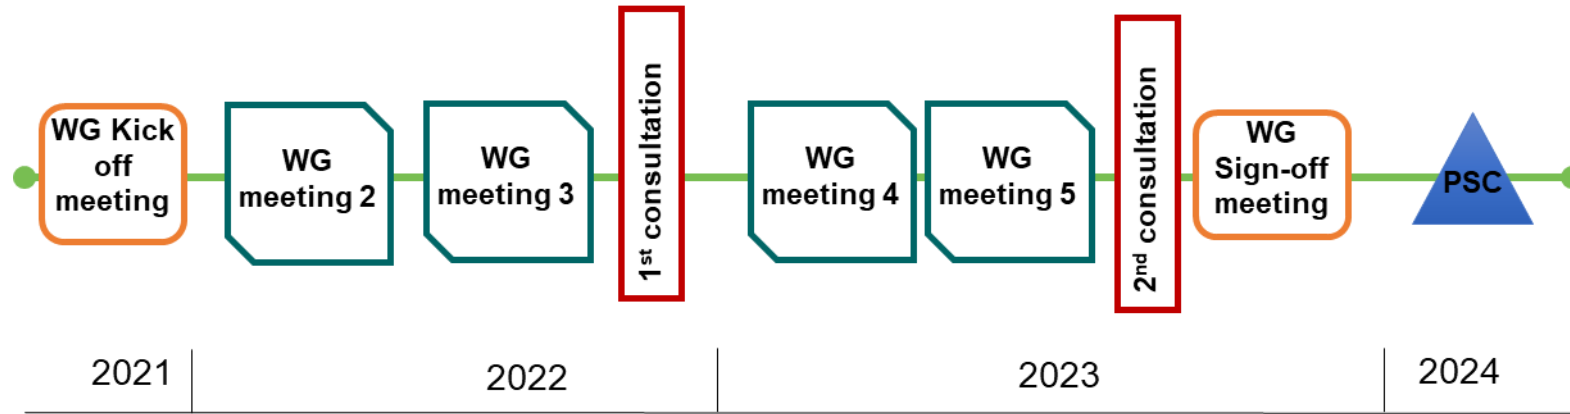 WG Kick
off
meeting
WG
meeting 2
WG
meeting 3
1st consultation
WG
meeting 4
WG
meeting 5
2nd consultation
WG
Sign-off
meeting
PSC
2021
2022
2023
2024